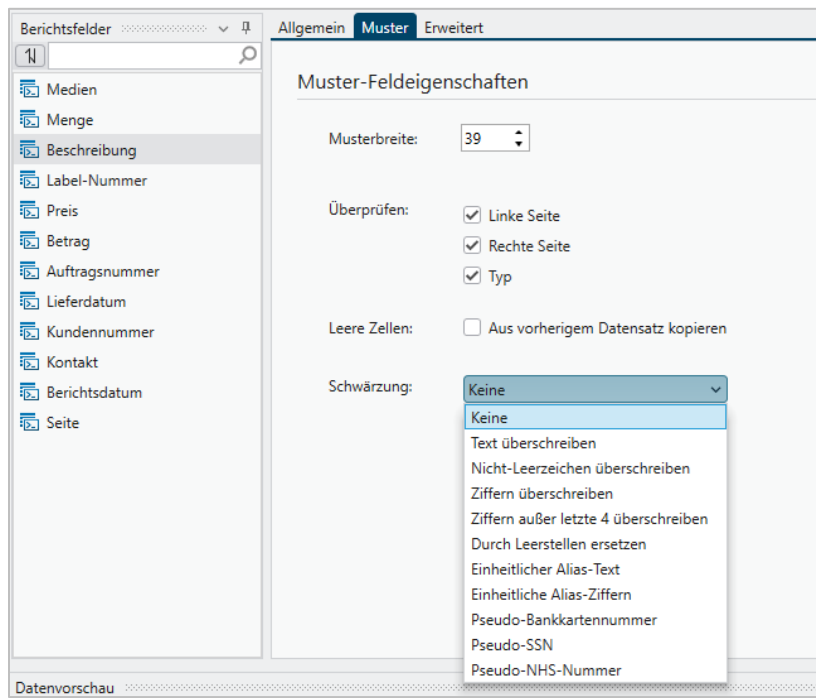 Berichtsfelder
Medien
Menge
Beschreibung
Label-Nummer
Preis
Betrag
Auftragsnummer
Lieferdatum
Kundennummer
Kontakt
Berichtsdatum
Seite
Allgemein Muster Erweitert
Muster-Feldeigenschaften
Musterbreite: 39
Überprüfen: Linke Seite
Rechte Seite
Typ
Leere Zellen: Aus vorherigem Datensatz kopieren
Schwärzung: Keine
Keine
Text überschreiben
Nicht-Leerzeichen überschreiben
Ziffern überschreiben
Ziffern außer letzte 4 überschreiben
Durch Leerstellen ersetzen
Einheitlicher Alias-Text
Einheitliche Alias-Ziffern
Pseudo-Bankkartennummer
Pseudo-SSN
Pseudo-NHS-Nummer
Datenvorschau